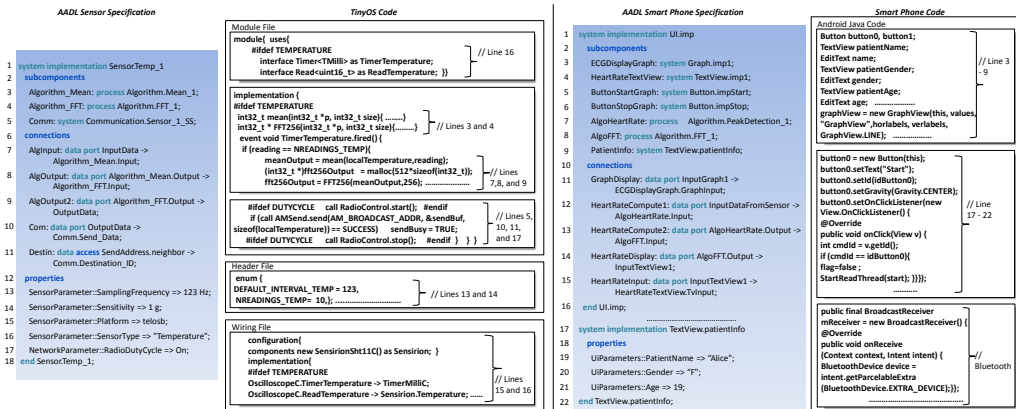 AADL Sensor Specification
1 system implementation Sensor.Temp_1
2 subcomponents
3 Algorithm_Mean: process Algorithm.Mean_1;
4 Algorithm_FFT: process Algorithm.FFT_1;
5 Comm: system Communication.Sensor_1_SS;
6 connections
7 AlgInput: data port InputData ->
Algorithm_Mean.Input;
8 AlgOutput: data port Algorithm_Mean.Output ->
Algorithm_FFT.Input;
9 AlgOutput2: data port Algorithm_FFT.Output ->
OutputData;
10 Com: data port OutputData ->
Comm.Send_Data;
11 Destin: data access SendAddress.neighbor ->
Comm.Destination_ID;
12 properties
13 SensorParameter::SamplingFrequency => 123 Hz;
14 SensorParameter::Sensitivity => 1 g;
15 SensorParameter::Platform => telosb;
16 SensorParameter::SensorType => "Temperature";
17 NetworkParameter::RadioDutyCycle => On;
18 end Sensor.Temp_1;
TinyOS Code
Module File
module{ uses{
#ifdef TEMPERATURE
interface Timer<TMilli> as TimerTemperature;
interface Read<uint16_t> as ReadTemperature; }}
// Line 16
implementation {
#ifdef TEMPERATURE
int32_t mean(int32_t *p, int32_t size){ ........}
int32_t * FFT256(int32_t *p, int32_t size){........}
// Lines 3 and 4
event void TimerTemperature.fired() {
if (reading == NREADINGS_TEMP){
meanOutput = mean(localTemperature,reading);
(int32_t *)fft256Output = malloc(512*sizeof(int32_t));
fft256Output = FFT256(meanOutput,256); .....................
// Lines
7,8, and 9
#ifdef DUTYCYCLE call RadioControl.start(); #endif
if (call AMSend.send(AM_BROADCAST_ADDR, &sendBuf,
sizeof(localTemperature)) == SUCCESS) sendBusy = TRUE;
#ifdef DUTYCYCLE call RadioControl.stop(); #endif } } }
// Lines 5,
10, 11,
and 17
Header File
enum {
DEFAULT_INTERVAL_TEMP = 123,
NREADINGS_TEMP= 10,}; ..............................
// Lines 13 and 14
Wiring File
configuration{
components new SensirionSht11C() as Sensirion; }
implementation{
#ifdef TEMPERATURE
OscilloscopeC.TimerTemperature -> TimerMilliC;
OscilloscopeC.ReadTemperature -> Sensirion.Temperature; ......
// Lines
15 and 16
AADL Smart Phone Specification
1 system implementation UI.imp
2 subcomponents
3 ECGDisplayGraph: system Graph.imp1;
4 HeartRateTextView: system TextView.imp1;
5 ButtonStartGraph: system Button.impStart;
6 ButtonStopGraph: system Button.impStop;
7 AlgoHeartRate: process Algorithm.PeakDetection_1;
8 AlgoFFT: process Algorithm.FFT_1;
9 PatientInfo: system TextView.patientInfo;
10 connections
11 GraphDisplay: data port InputGraph1 ->
ECGDisplayGraph.GraphInput;
12 HeartRateCompute1: data port InputDataFromSensor ->
AlgoHeartRate.Input;
13 HeartRateCompute2: data port AlgoHeartRate.Output ->
AlgoFFT.Input;
14 HeartRateDisplay: data port AlgoFFT.Output ->
InputTextView1;
15 HeartRateInput: data port InputTextView1 ->
HeartRateTextView.TvInput;
16 end UI.imp;
.................................
17 system implementation TextView.patientInfo
18 properties
19 UiParameters::PatientName => “Alice”;
20 UiParameters::Gender => “F”;
21 UiParameters::Age => 19;
22 end TextView.patientInfo;
Smart Phone Code
Android Java Code
Button button0, button1;
TextView patientName;
EditText name;
TextView patientGender;
EditText gender;
TextView patientAge;
EditText age; ..................
graphView = new GraphView(this, values,
"GraphView",horlabels, verlabels,
GraphView.LINE); ..................
// Line 3
- 9
button0 = new Button(this);
button0.setText("Start");
button0.setId(idButton0);
button0.setGravity(Gravity.CENTER);
button0.setOnClickListener(new
View.OnClickListener() {
@Override
public void onClick(View v) {
int cmdId = v.getId();
if (cmdId == idButton0){
flag=false ;
StartReadThread(start); }}}};
...........
// Line
17 - 22
public final BroadcastReceiver
mReceiver = new BroadcastReceiver() {
@Override
public void onReceive
(Context context, Intent intent) {
BluetoothDevice device =
intent.getParcelableExtra
(BluetoothDevice.EXTRA_DEVICE);}};
............................................
//
Bluetooth